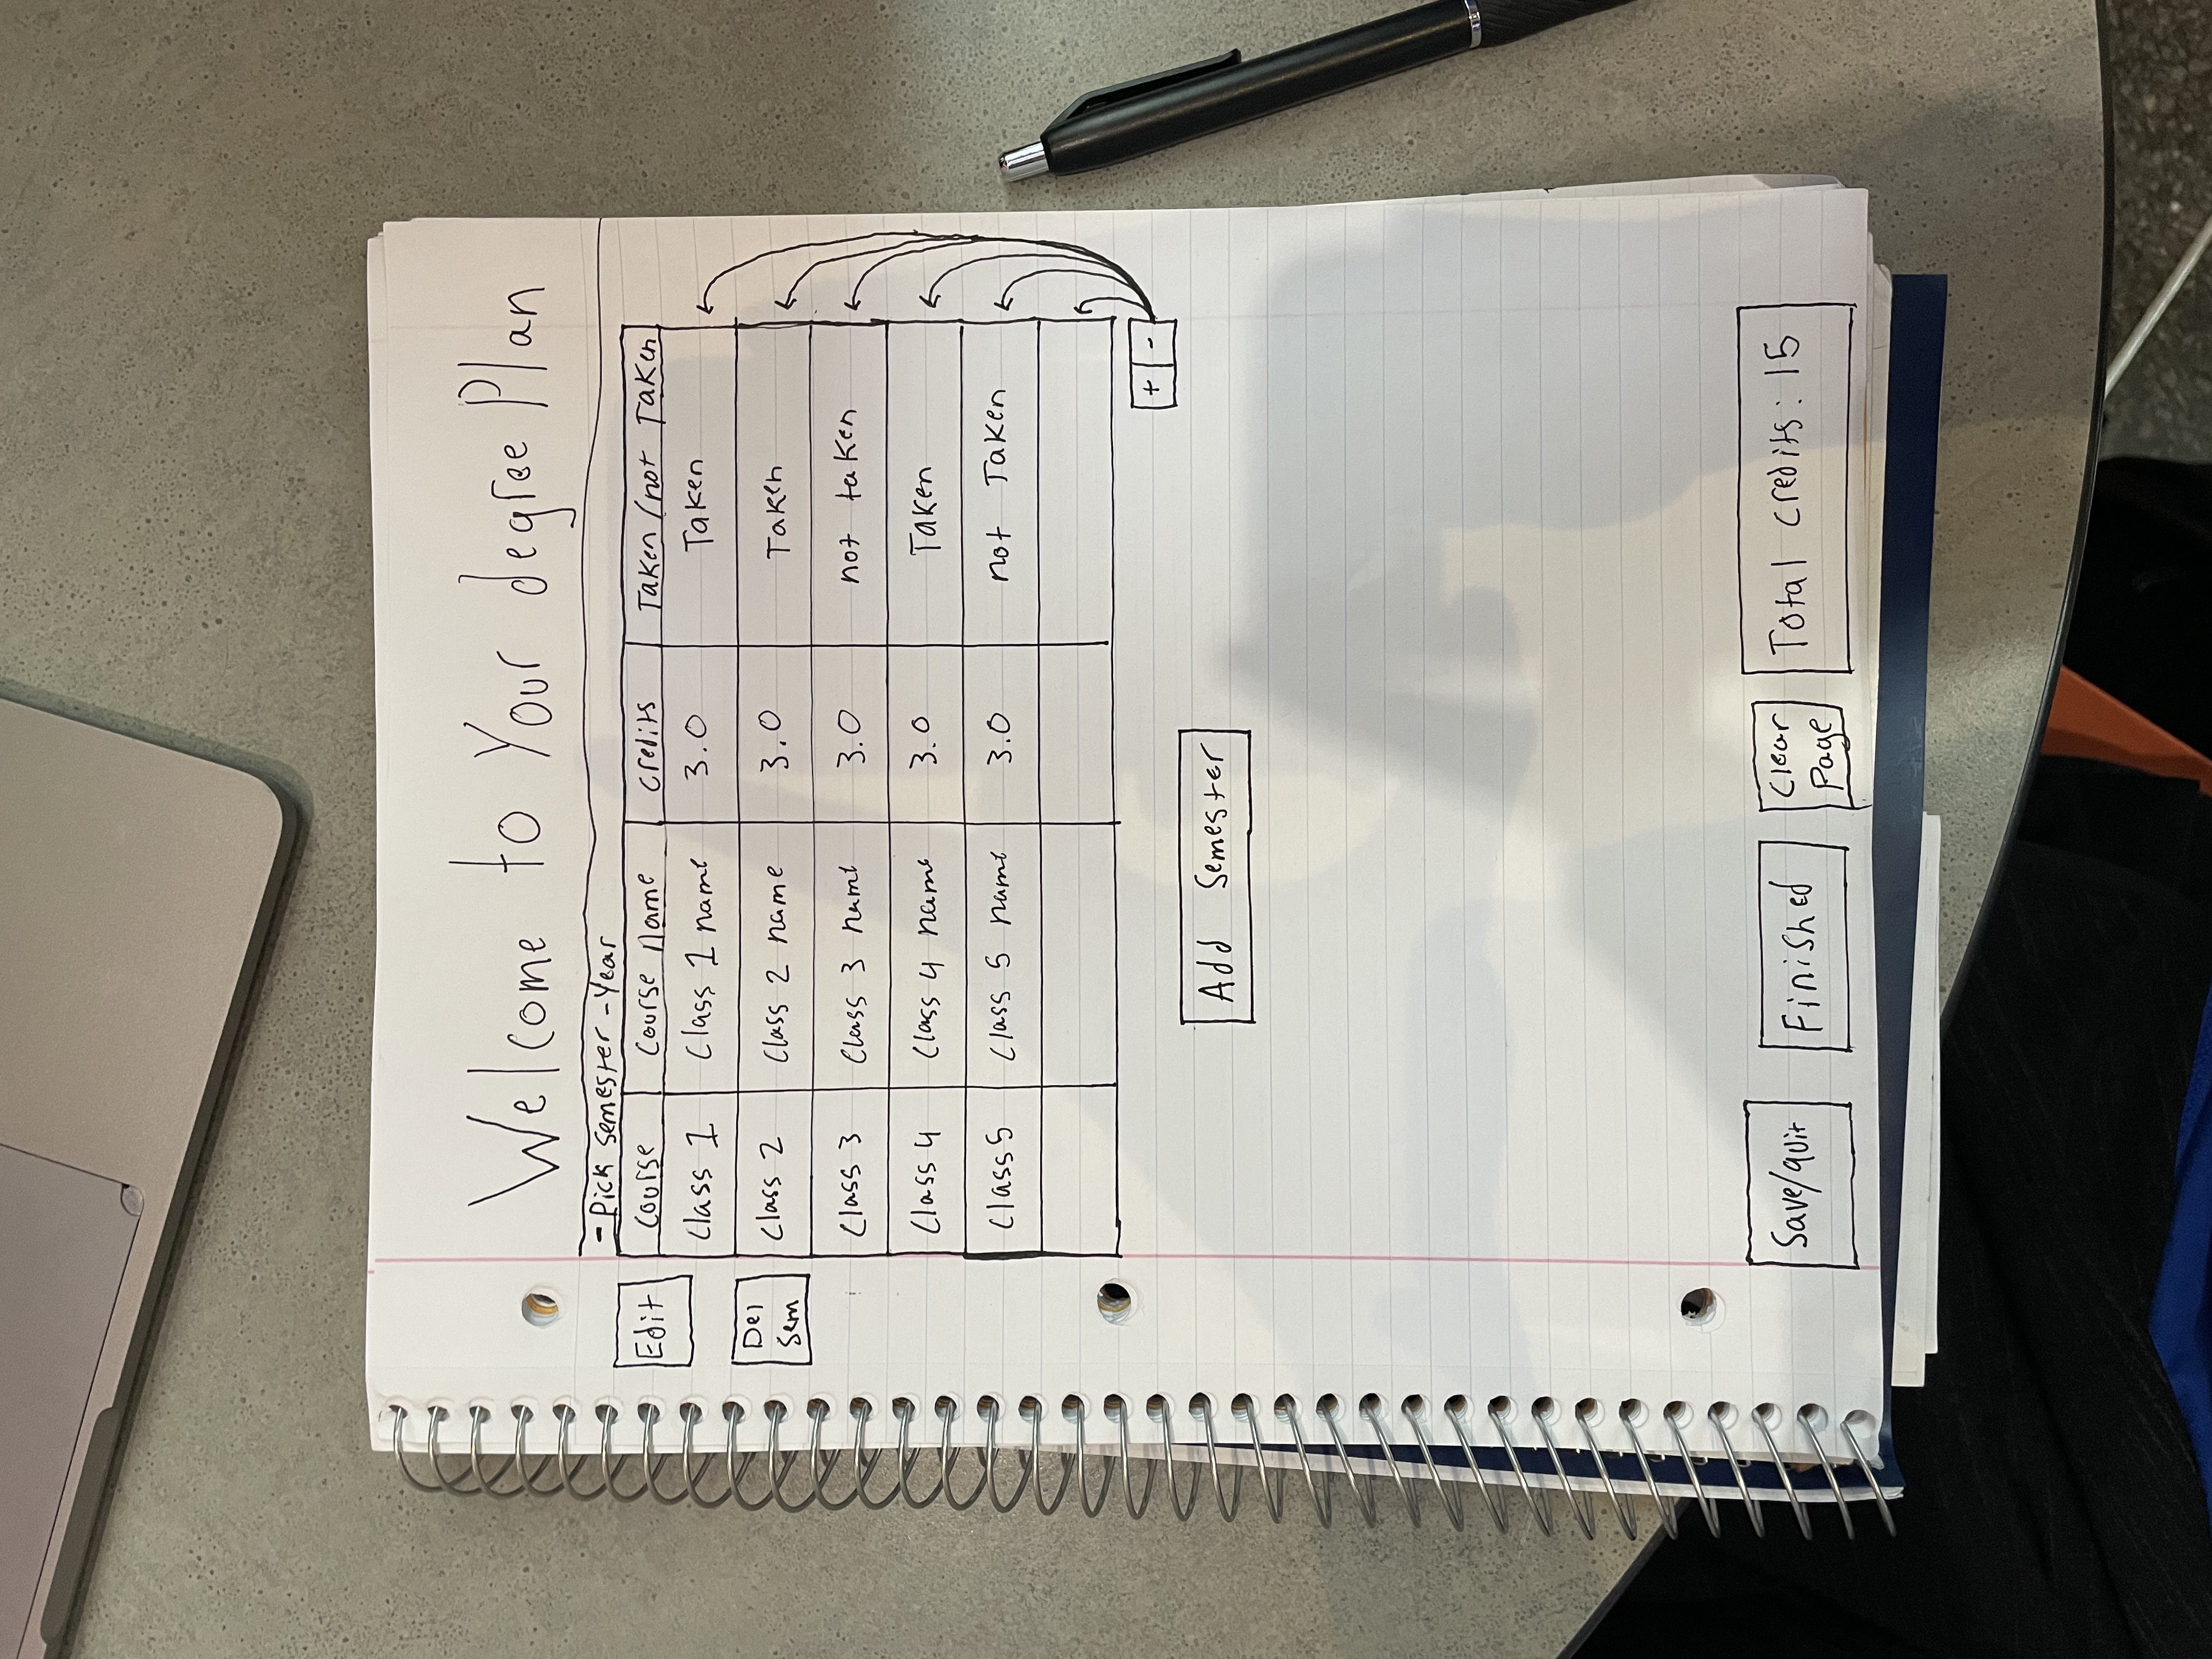 Welcome to Your degree Plan
- Pick semester - Year
Edit
Course Course name credits Taken/not Taken
Class 1 Class 1 name 3.0 Taken
Del
Sem
Class 2 Class 2 name 3.0 Taken
Class 3 Class 3 name 3.0 not taken
Class 4 Class 4 name 3.0 Taken
Class 5 Class 5 name 3.0 not Taken
+ -
Add Semester
Save/quit
Finished
Clear
Page
Total credits: 15